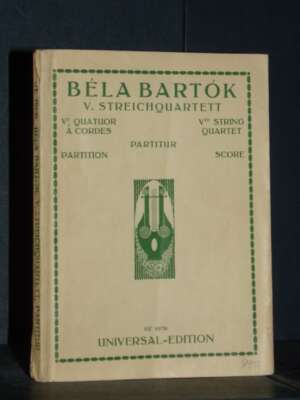 BÉLA BARTÓK
V. STREICHQUARTETT
Ve QUATUOR
À CORDES
Vth STRING
QUARTET
PARTITUR
PARTITION
SCORE
UNIVERSAL-EDITION